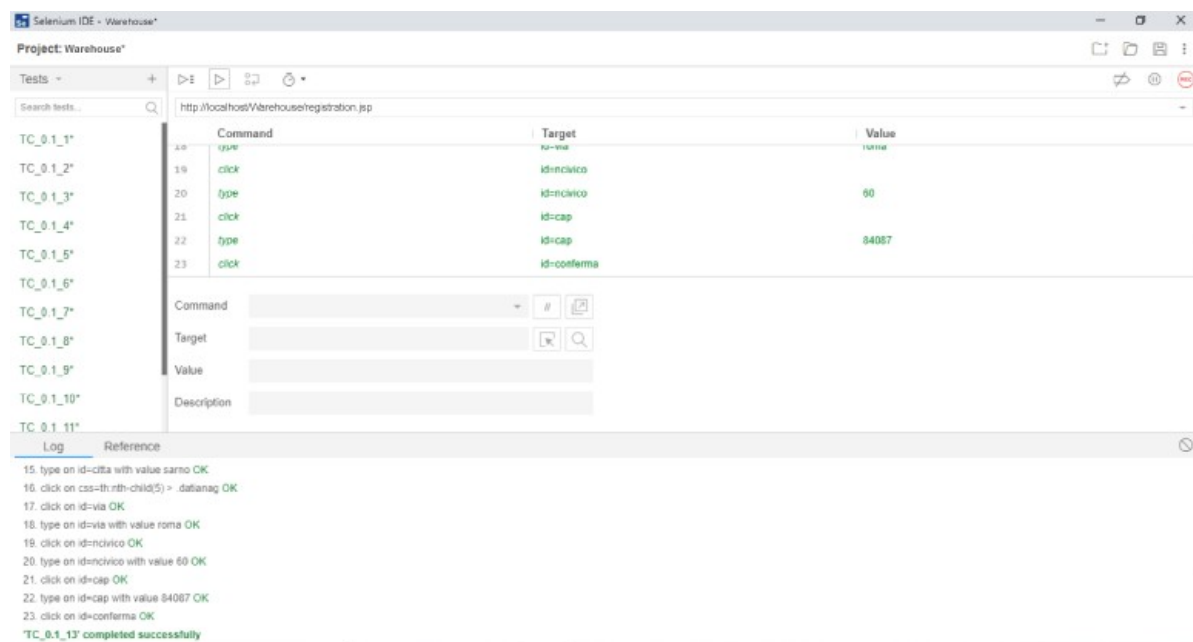 Selenium IDE - Warehouse*
Project: Warehouse*
Tests
Search tests...
http://localhost/Warehouse/registration.jsp
Command Target Value
18 type id=via roma
19 click id=ncivico
20 type id=ncivico 60
21 click id=cap
22 type id=cap 84087
23 click id=conferma
TC_0.1_1*
TC_0.1_2*
TC_0.1_3*
TC_0.1_4*
TC_0.1_5*
TC_0.1_6*
TC_0.1_7*
TC_0.1_8*
TC_0.1_9*
TC_0.1_10*
TC_0.1_11*
Command //
Target
Value
Description
Log Reference
15. type on id=citta with value sarno OK
16. click on css=th:nth-child(5) > .datianag OK
17. click on id=via OK
18. type on id=via with value roma OK
19. click on id=ncivico OK
20. type on id=ncivico with value 60 OK
21. click on id=cap OK
22. type on id=cap with value 84087 OK
23. click on id=conferma OK
'TC_0.1_13' completed successfully
REC